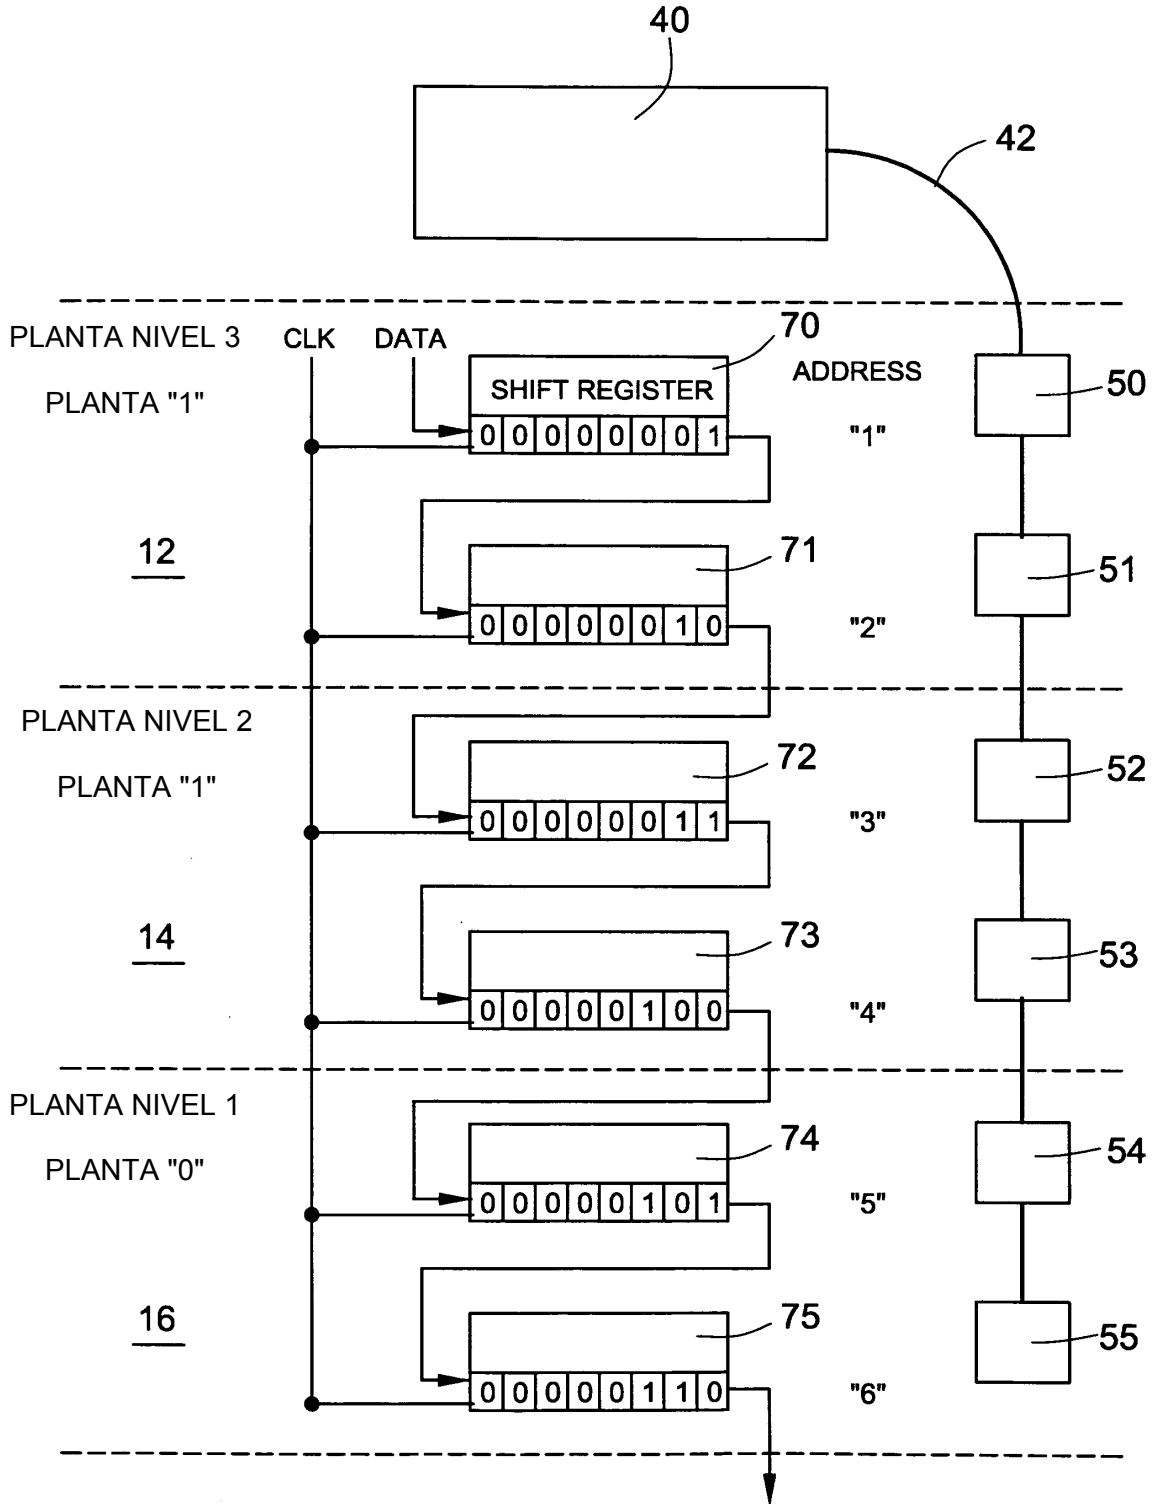 40
42
PLANTA NIVEL 3 CLK DATA 70
SHIFT REGISTER ADDRESS 50
PLANTA "1"
0 0 0 0 0 0 0 1 "1"
12 71 51
0 0 0 0 0 0 1 0 "2"
PLANTA NIVEL 2
72 52
PLANTA "1"
0 0 0 0 0 0 1 1 "3"
14 73 53
0 0 0 0 0 1 0 0 "4"
PLANTA NIVEL 1
74 54
PLANTA "0"
0 0 0 0 0 1 0 1 "5"
16 75 55
0 0 0 0 0 1 1 0 "6"